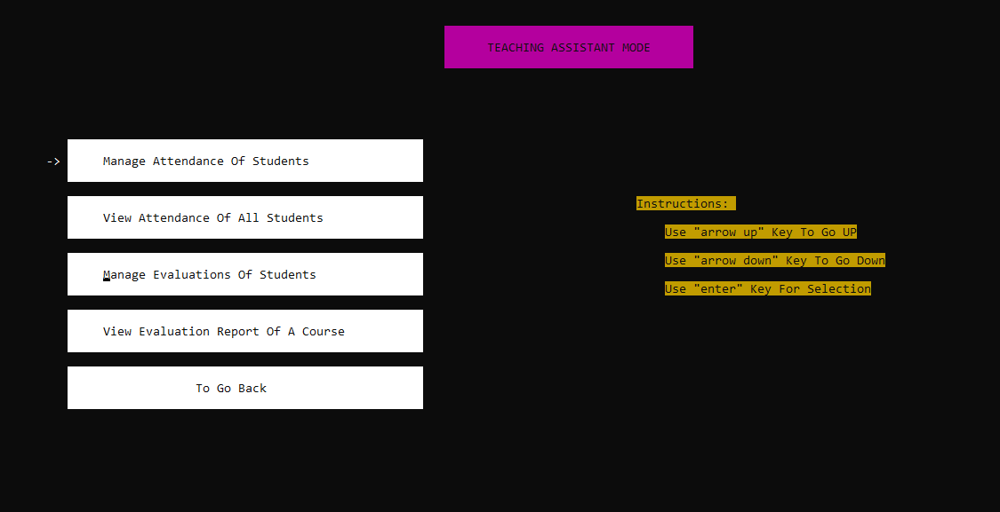 TEACHING ASSISTANT MODE
-> Manage Attendance Of Students
View Attendance Of All Students
Manage Evaluations Of Students
View Evaluation Report Of A Course
To Go Back
Instructions:
Use "arrow up" Key To Go UP
Use "arrow down" Key To Go Down
Use "enter" Key For Selection